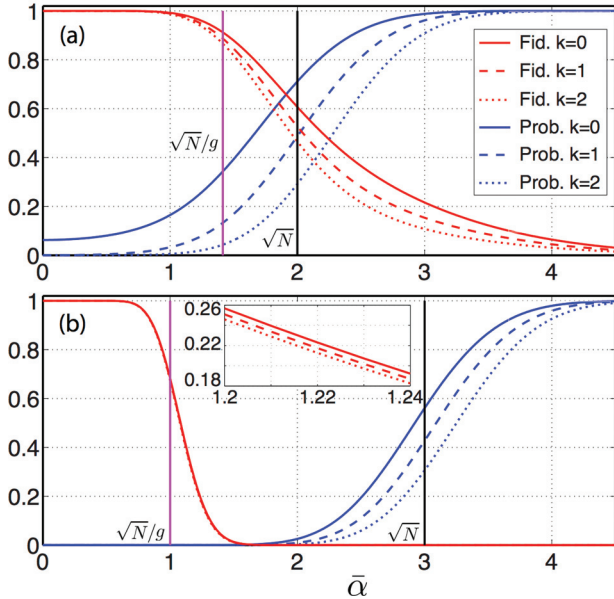 1
(a)
Fid. k=0
Fid. k=1
Fid. k=2
Prob. k=0
Prob. k=1
Prob. k=2
0.8
0.6
√N/g
0.4
0.2
√N
0
0 1 2 3 4
1
(b)
0.26
0.22
0.18
1.2 1.22 1.24
0.8
0.6
0.4
0.2
√N/g
√N
0
0 1 2 3 4
ᾱ